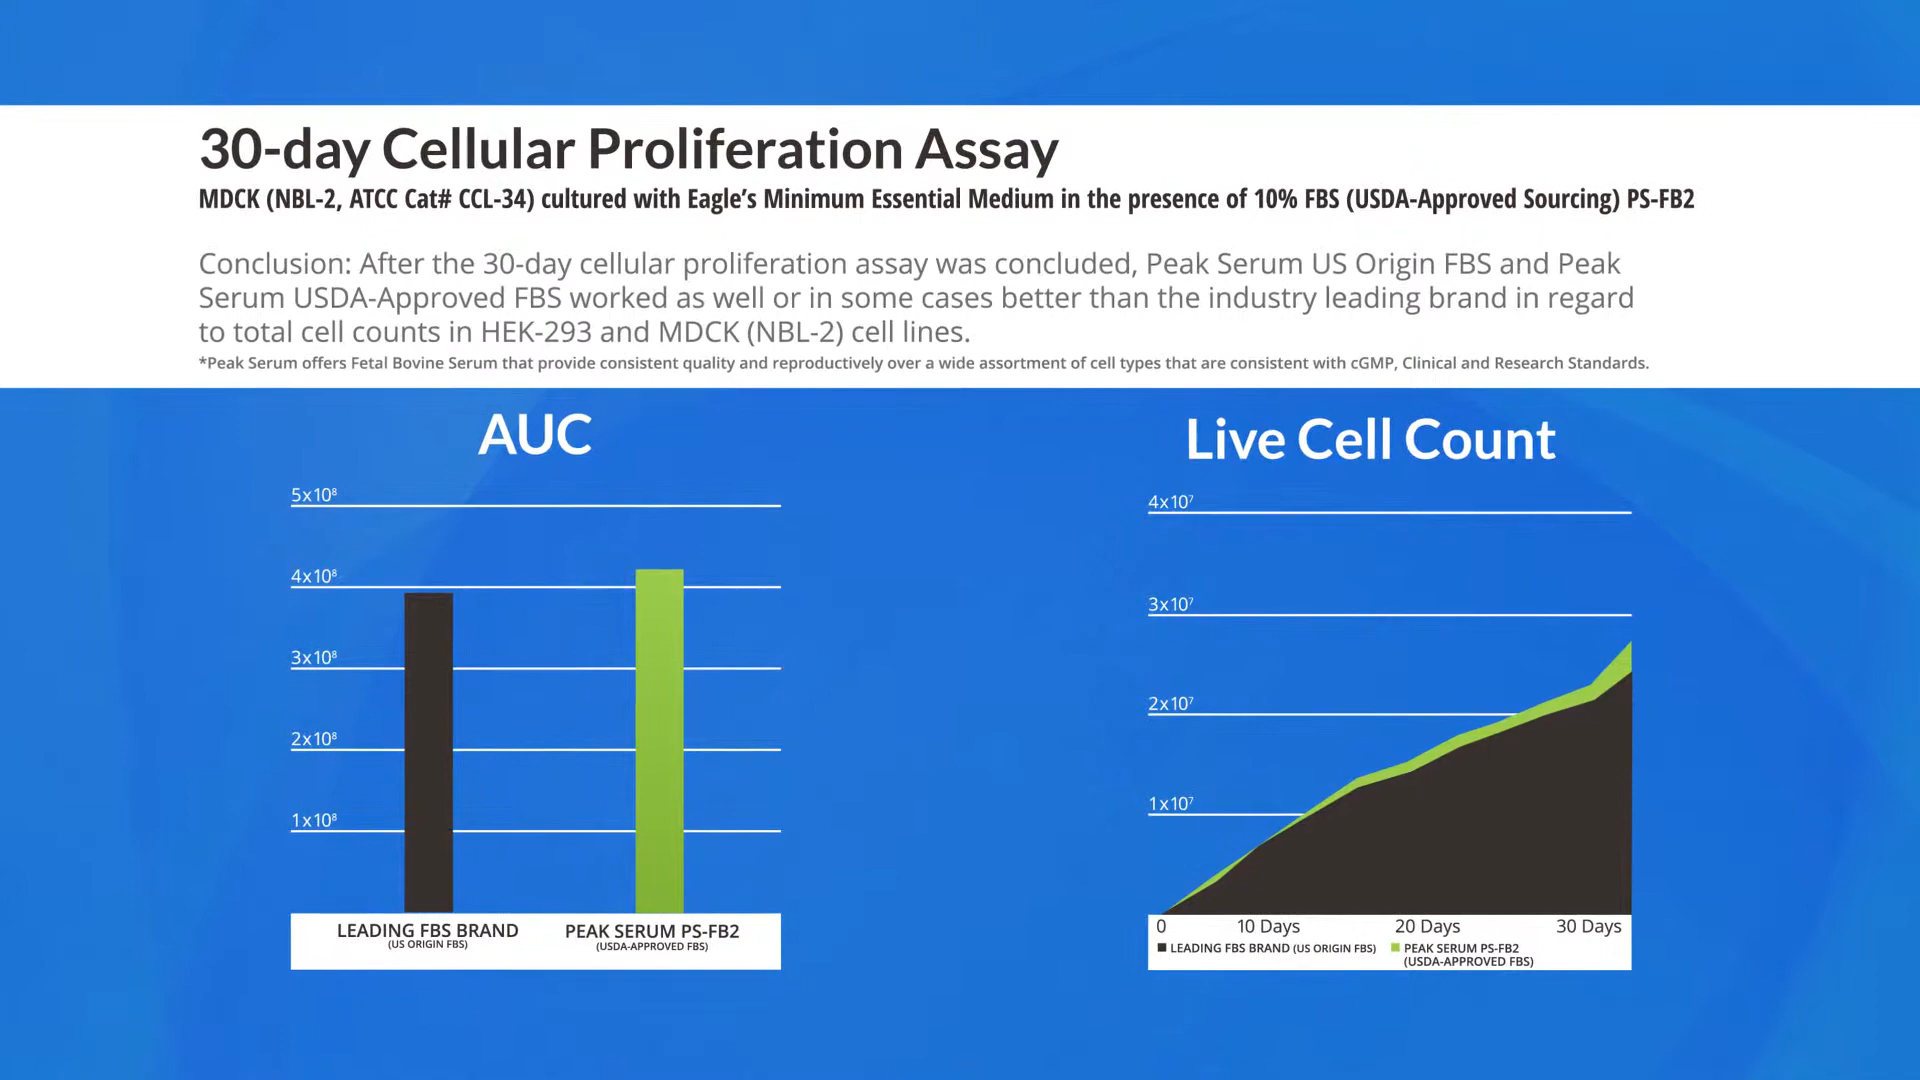 30-day Cellular Proliferation Assay
MDCK (NBL-2, ATCC Cat# CCL-34) cultured with Eagle's Minimum Essential Medium in the presence of 10% FBS (USDA-Approved Sourcing) PS-FB2
Conclusion: After the 30-day cellular proliferation assay was concluded, Peak Serum US Origin FBS and Peak
Serum USDA-Approved FBS worked as well or in some cases better than the industry leading brand in regard
to total cell counts in HEK-293 and MDCK (NBL-2) cell lines.
*Peak Serum offers Fetal Bovine Serum that provide consistent quality and reproductively over a wide assortment of cell types that are consistent with cGMP, Clinical and Research Standards.
AUC
5x10⁸
4x10⁸
3x10⁸
2x10⁸
1x10⁸
LEADING FBS BRAND
(US ORIGIN FBS)
PEAK SERUM PS-FB2
(USDA-APPROVED FBS)
Live Cell Count
4x10⁷
3x10⁷
2x10⁷
1x10⁷
0 10 Days 20 Days 30 Days
LEADING FBS BRAND (US ORIGIN FBS)
PEAK SERUM PS-FB2
(USDA-APPROVED FBS)